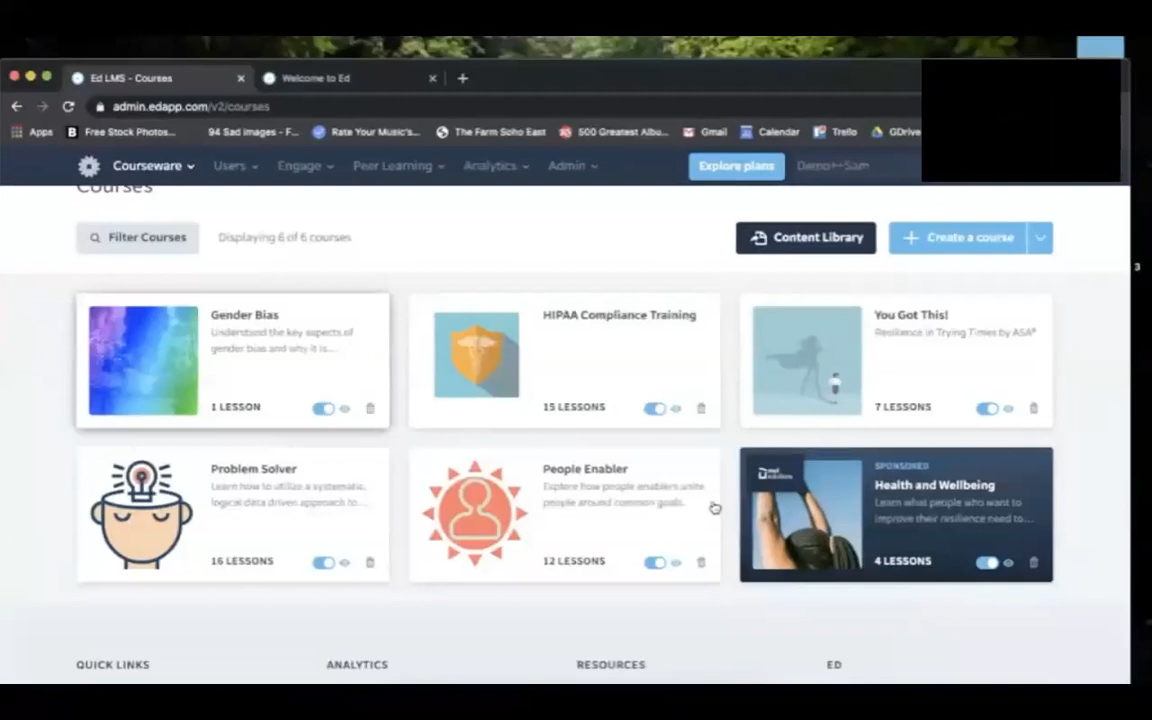 Ed LMS - Courses
Welcome to Ed
admin.edapp.com/v2/courses
Apps
Free Stock Photos...
94 Sad images - F...
Rate Your Music's...
The Farm Soho East
500 Greatest Albu...
Gmail
Calendar
Trello
GDrive
Courseware
Users
Engage
Peer Learning
Analytics
Admin
Explore plans
Courses
Filter Courses
Displaying 6 of 6 courses
Content Library
Create a course
3
Gender Bias
Understand the key aspects of
gender bias and why it is...
1 LESSON
HIPAA Compliance Training
15 LESSONS
You Got This!
Resilience in Trying Times by ASA®
7 LESSONS
Problem Solver
Learn how to utilize a systematic,
logical data driven approach to...
16 LESSONS
People Enabler
Explore how people enablers unite
people around common goals.
12 LESSONS
SPONSORED
Health and Wellbeing
Learn what people who want to
improve their resilience need to...
4 LESSONS
QUICK LINKS
ANALYTICS
RESOURCES
ED